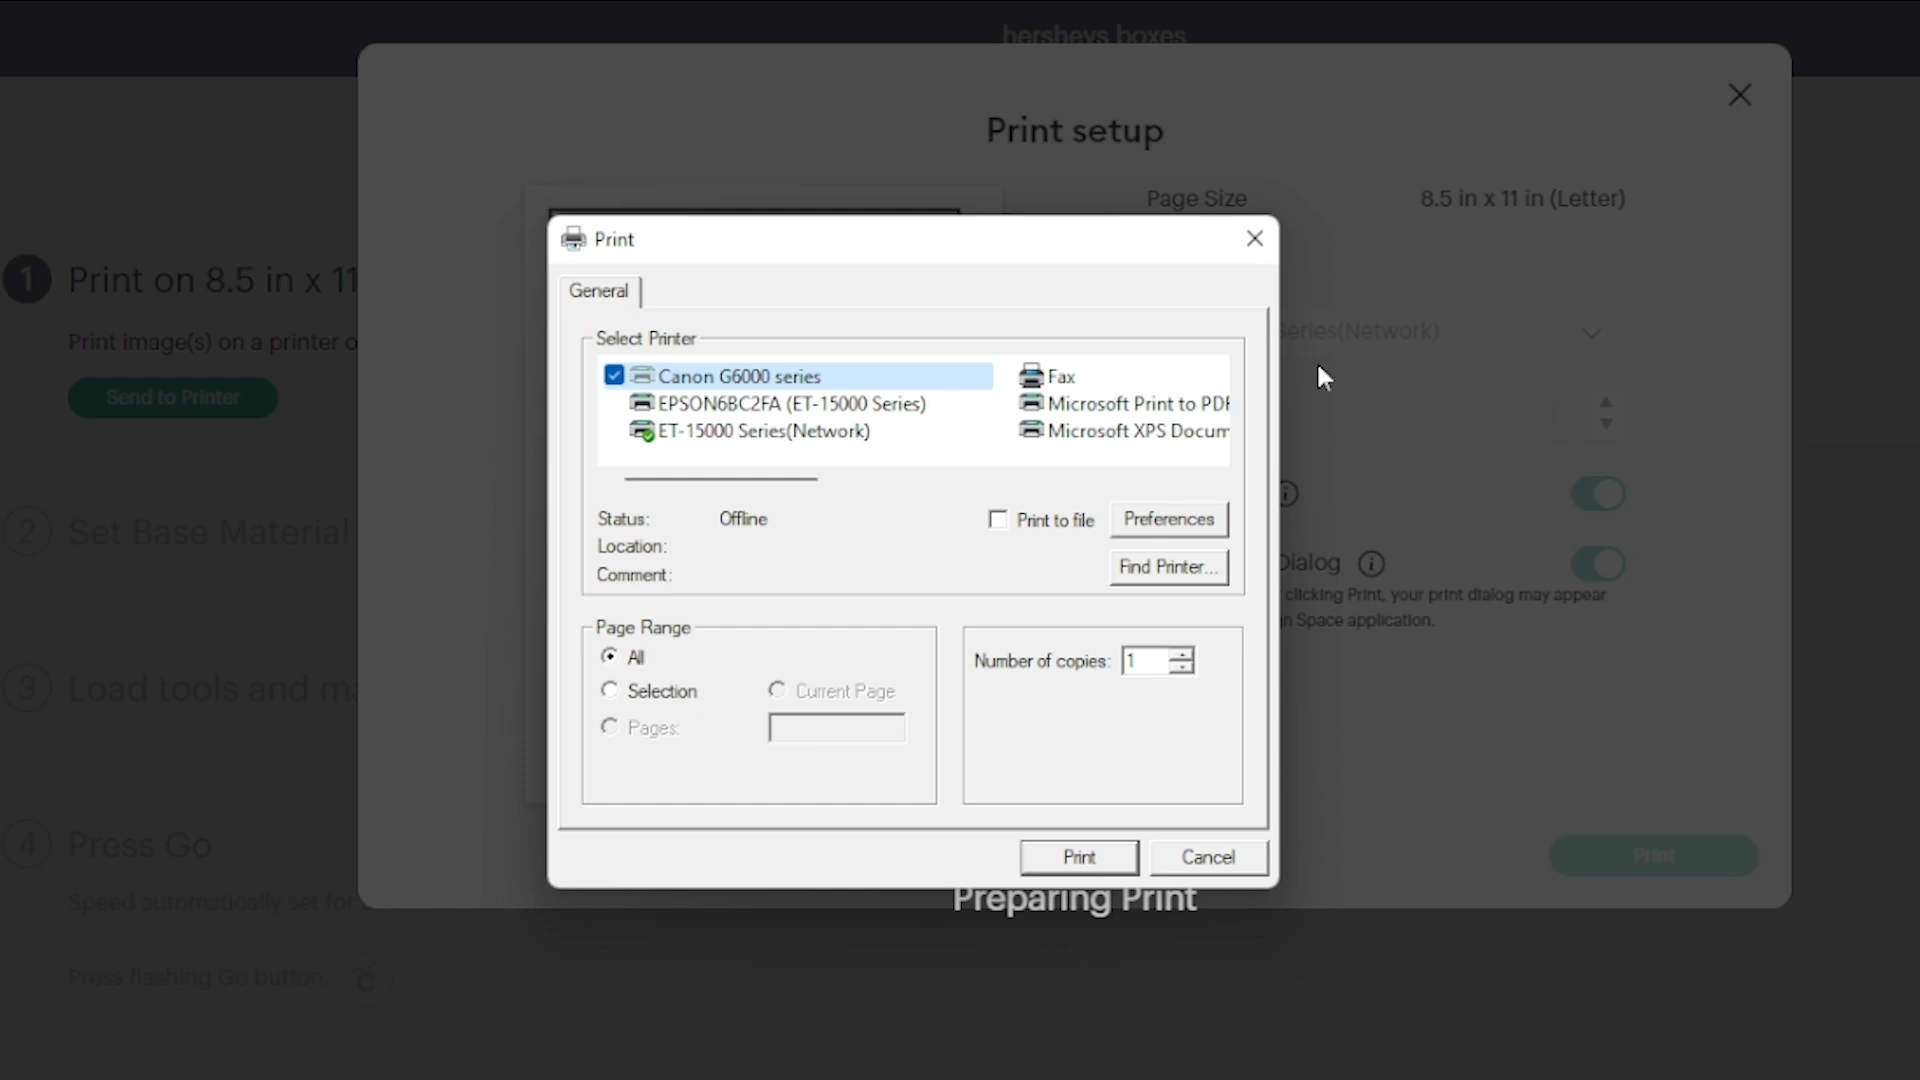 hersheys boxes
Print setup
Page Size 8.5 in x 11 in (Letter)
1 Print on 8.5 in x 11
Print image(s) on a printer
Send to Printer
2 Set Base Material
3 Load tools and
4 Press Go
Speed automatically set for
Press flashing Go button.
Print
General
Select Printer
Canon G6000 series
EPSON6BC2FA (ET-15000 Series)
ET-15000 Series(Network)
Fax
Microsoft Print to PDF
Microsoft XPS Docum
Status: Offline
Location:
Comment:
Print to file
Preferences
Find Printer...
Page Range
All
Selection
Current Page
Pages:
Number of copies: 1
Print
Cancel
Series(Network)
Dialog
clicking Print, your print dialog may appear
Space application.
Print
Preparing Print